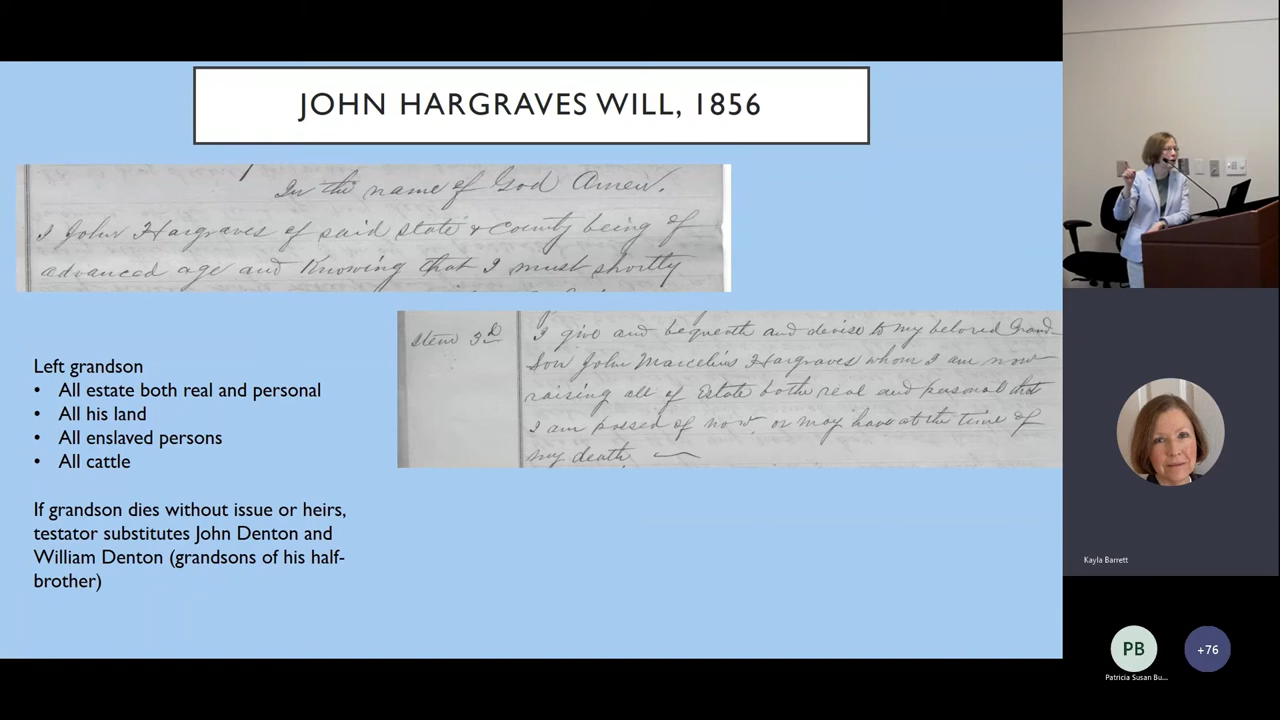 JOHN HARGRAVES WILL, 1856
In the name of God Amen.
I John Hargraves of said state & County being of
advanced age and Knowing that I must shortly
Item 3d
I give and bequeath and devise to my beloved Grand-
Son John Marcelius Hargraves whom I am now
raising all of Estate both real and pasonal that
I am possed of now or may have at the time of
my death
Left grandson
• All estate both real and personal
• All his land
• All enslaved persons
• All cattle
If grandson dies without issue or heirs,
testator substitutes John Denton and
William Denton (grandsons of his half-
brother)
Kayla Barrett
PB
+76
Patricia Susan Bu...